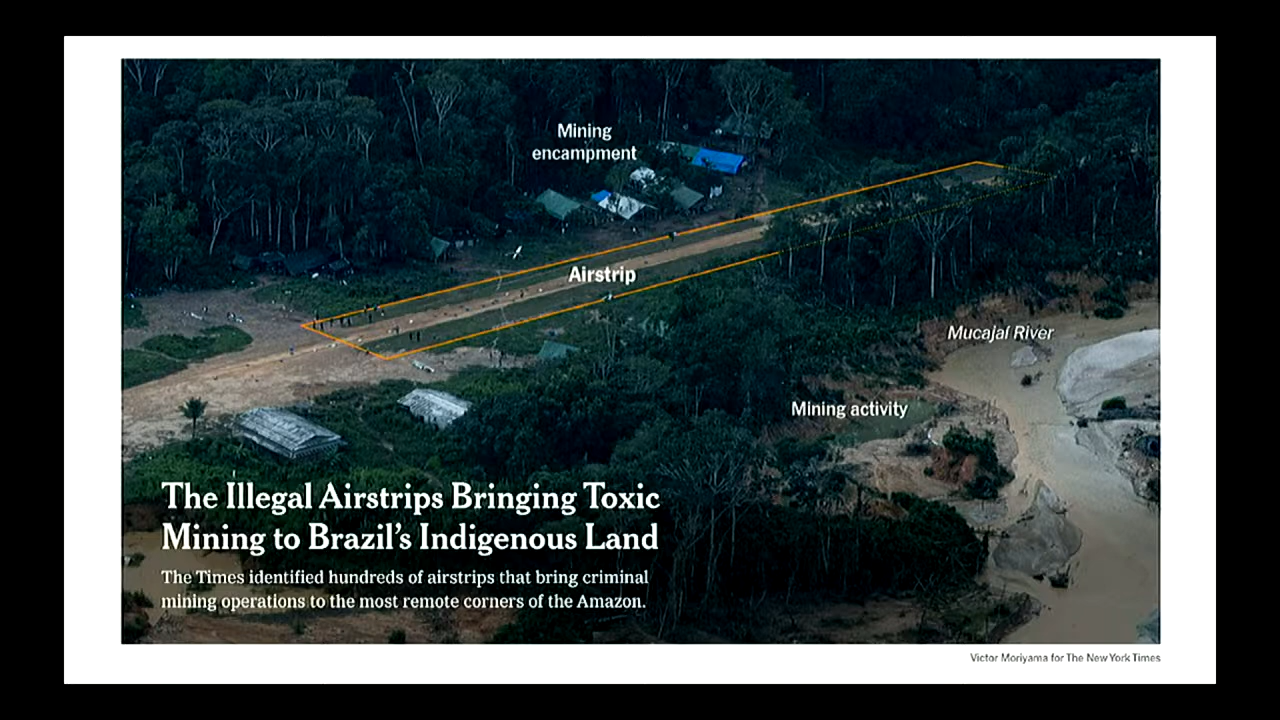 Mining
encampment
Airstrip
Mucajaí River
Mining activity
The Illegal Airstrips Bringing Toxic
Mining to Brazil’s Indigenous Land
The Times identified hundreds of airstrips that bring criminal
mining operations to the most remote corners of the Amazon.
Victor Moriyama for The New York Times